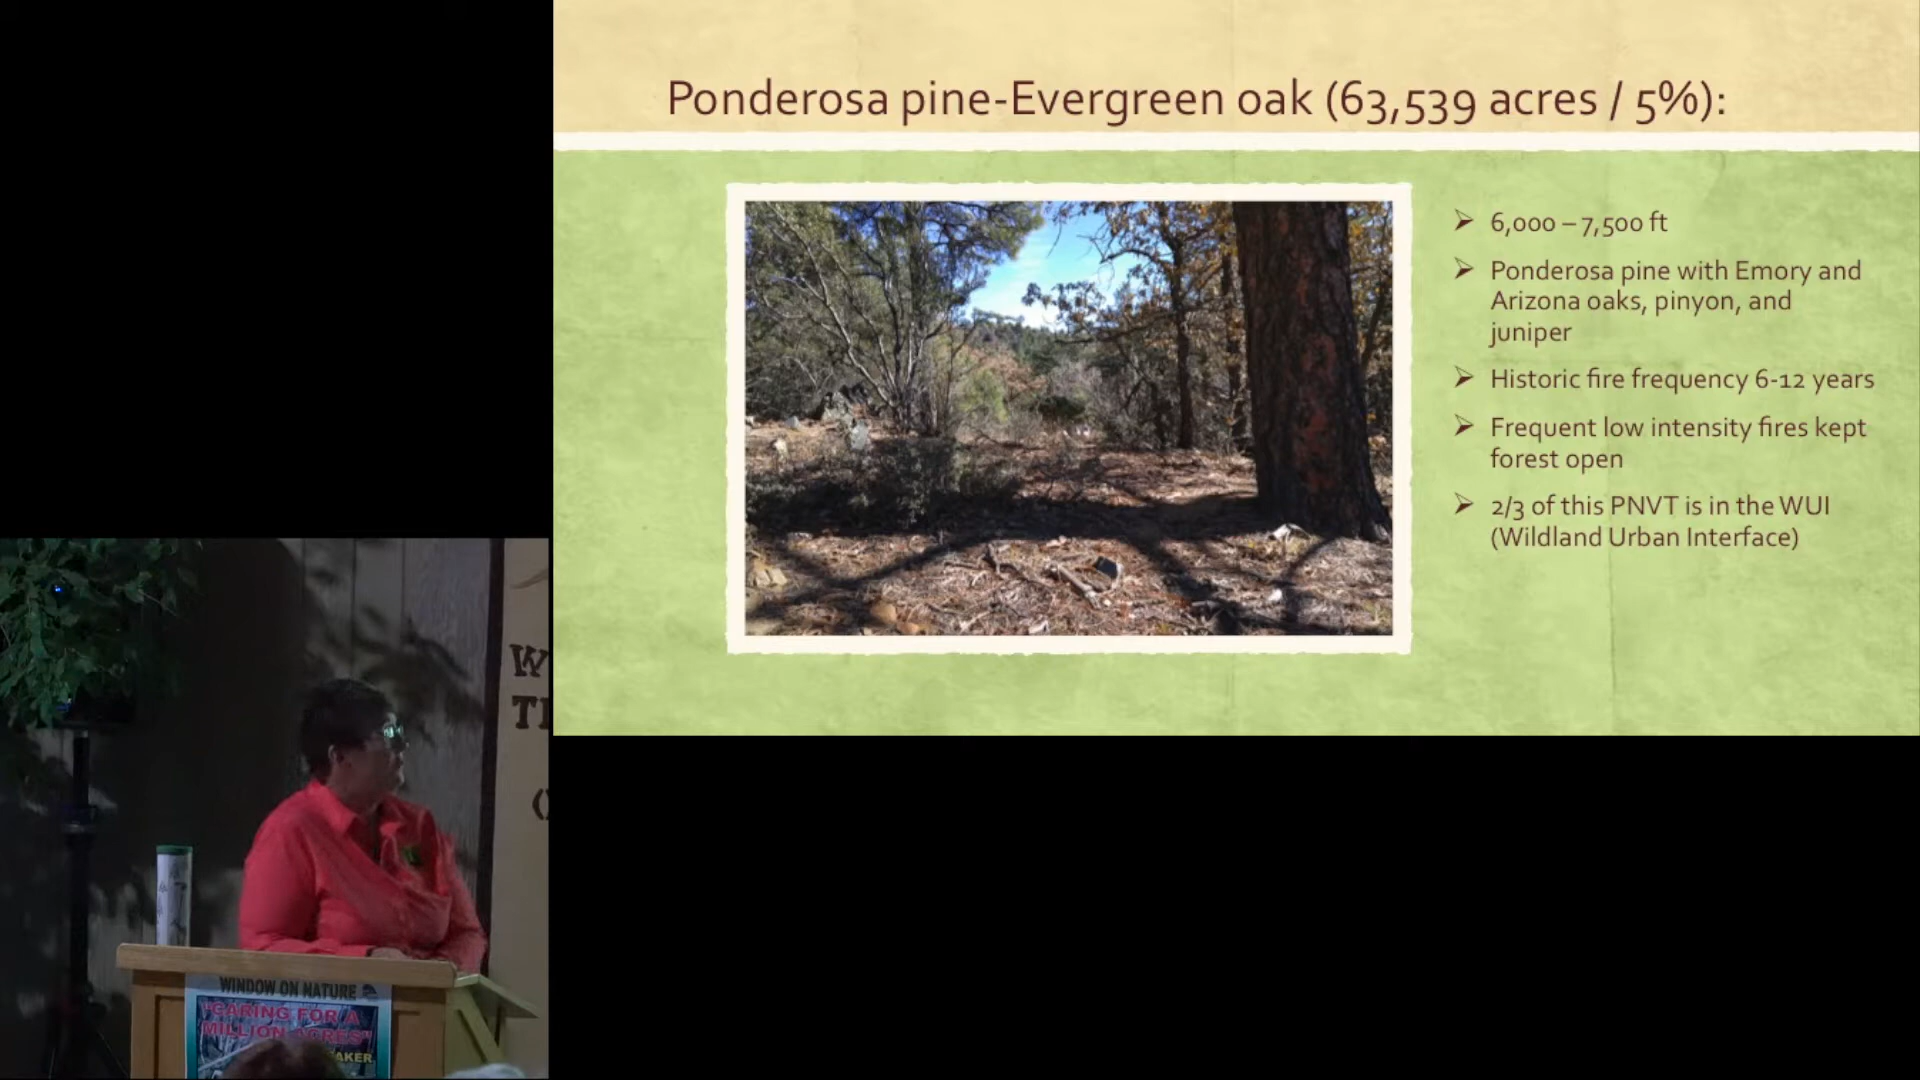 Ponderosa pine-Evergreen oak (63,539 acres / 5%):
➢ 6,000 – 7,500 ft
➢ Ponderosa pine with Emory and
Arizona oaks, pinyon, and
juniper
➢ Historic fire frequency 6-12 years
➢ Frequent low intensity fires kept
forest open
➢ 2/3 of this PNVT is in the WUI
(Wildland Urban Interface)
WINDOW ON NATURE
"CARING FOR A
MILLION ACRES"